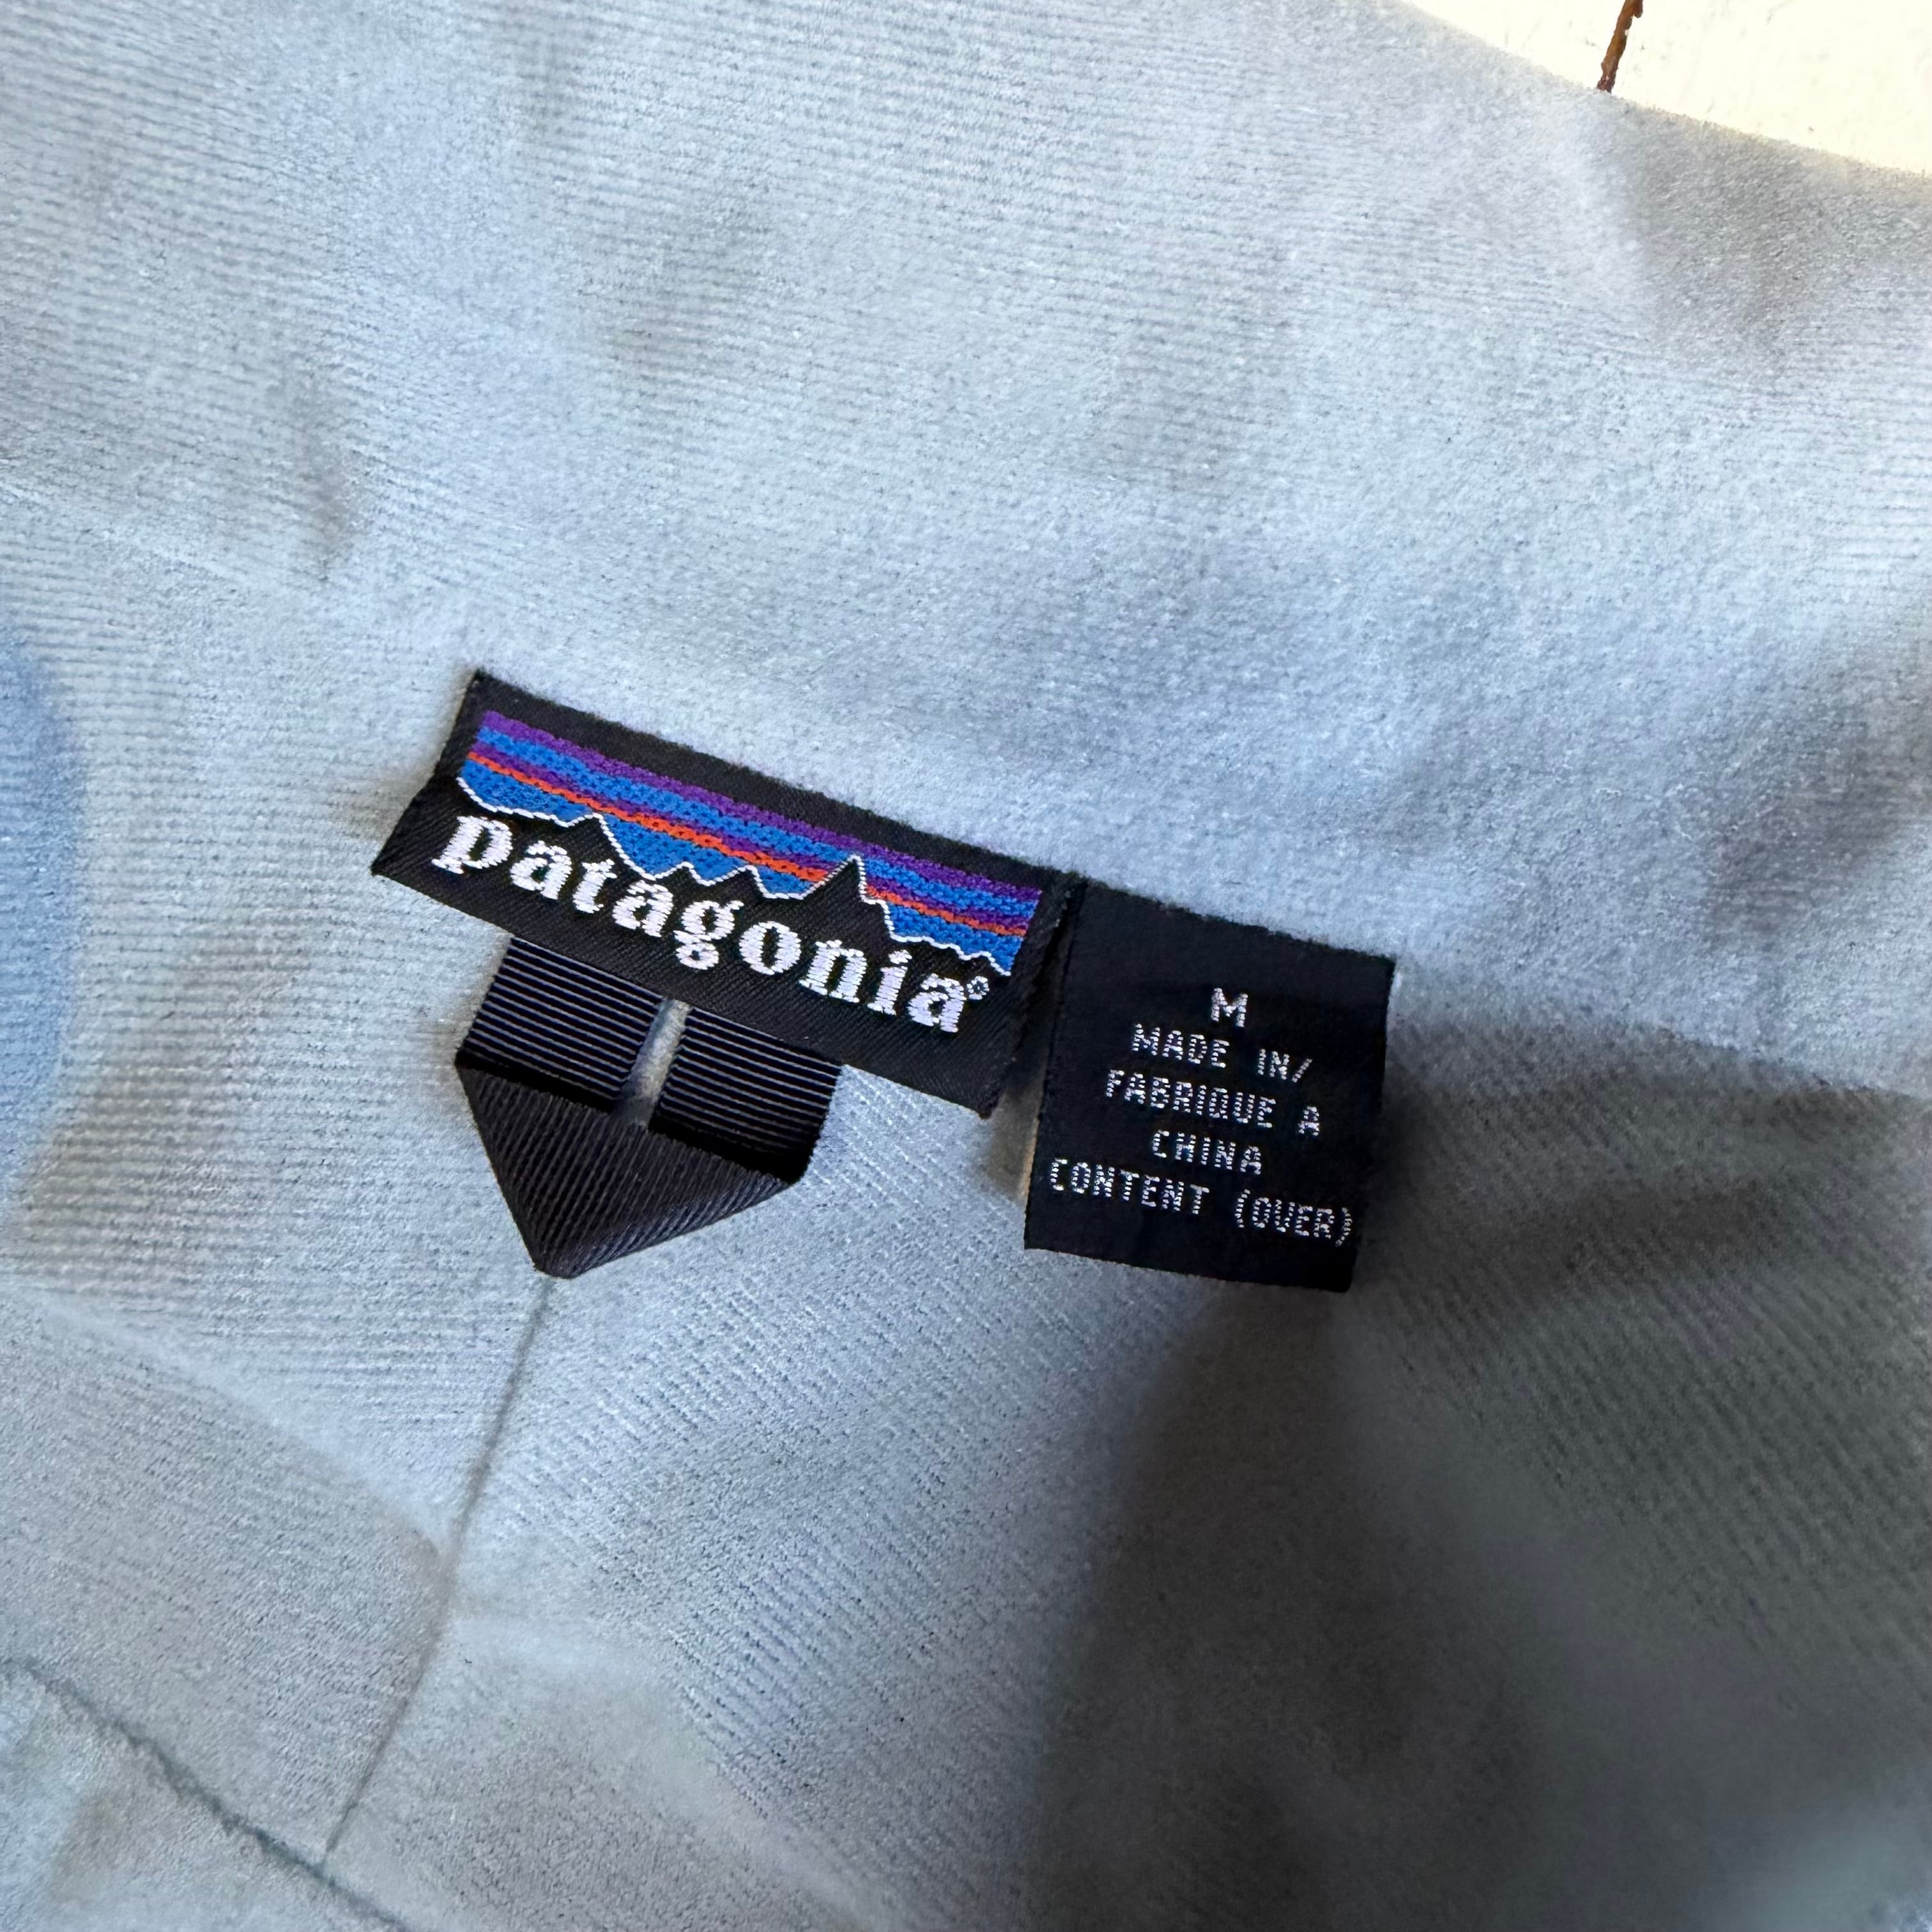 patagonia®
M
MADE IN/
FABRIQUE A
CHINA
CONTENT (OVER)